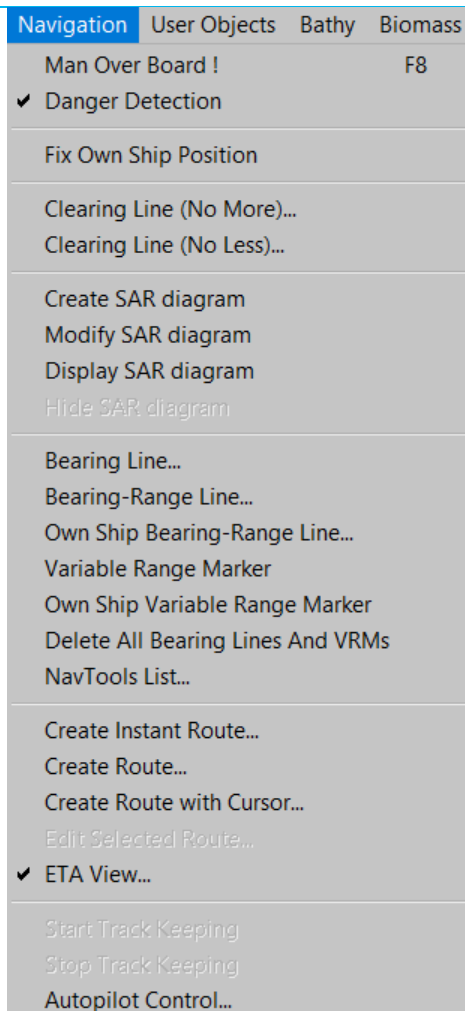 Navigation User Objects Bathy Biomass
Man Over Board ! F8
✔ Danger Detection
Fix Own Ship Position
Clearing Line (No More)...
Clearing Line (No Less)...
Create SAR diagram
Modify SAR diagram
Display SAR diagram
Hide SAR diagram
Bearing Line...
Bearing-Range Line...
Own Ship Bearing-Range Line...
Variable Range Marker
Own Ship Variable Range Marker
Delete All Bearing Lines And VRMs
NavTools List...
Create Instant Route...
Create Route...
Create Route with Cursor...
Edit Selected Route...
✔ ETA View...
Start Track Keeping
Stop Track Keeping
Autopilot Control...